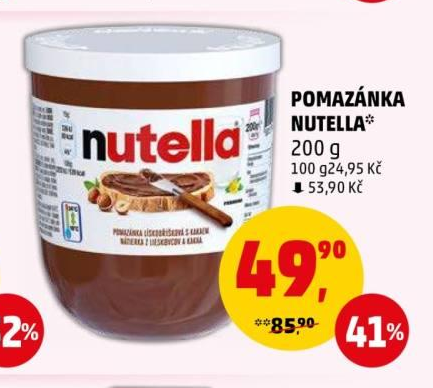 nutella
200g
POMAZÁNKA LÍSKOOŘÍŠKOVÁ S KAKAEM
NÁTIERKA Z LIESKOVCOV A KAKAA
POMAZÁNKA
NUTELLA*
200 g
100 g24,95 Kč
⬇ 53,90 Kč
49,90
**85,90
41%
2%